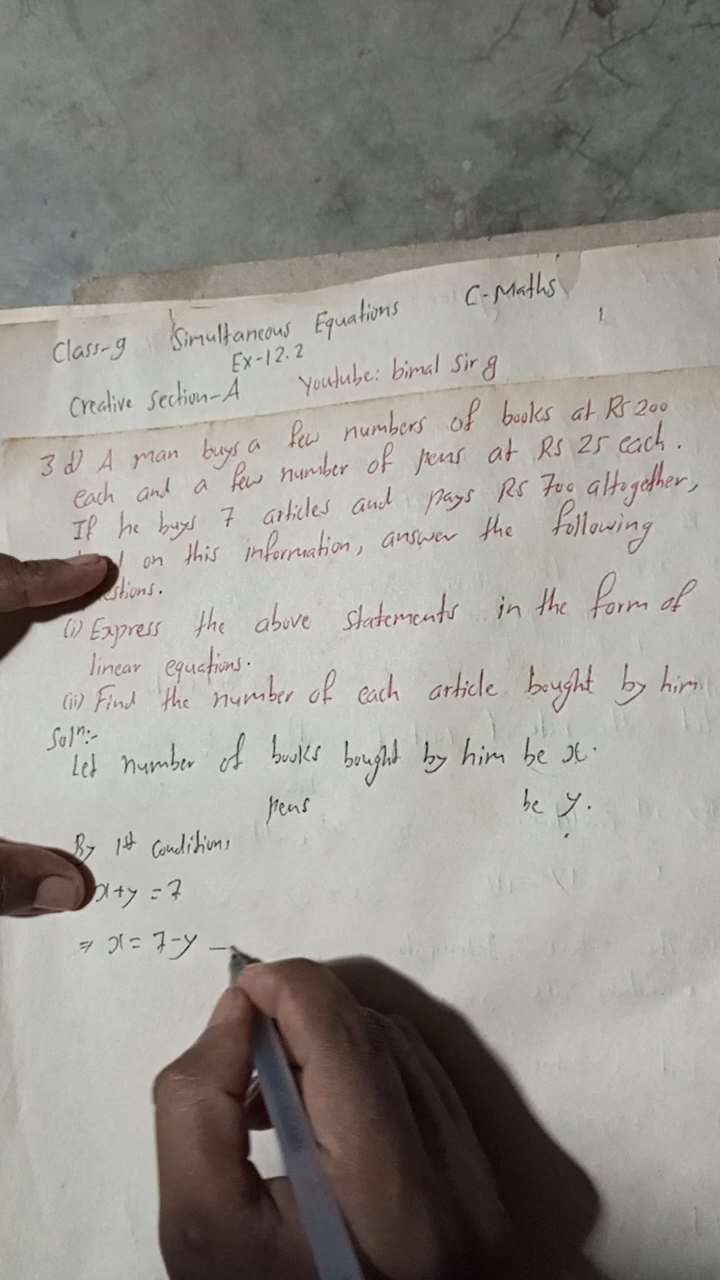 Class-9 Simultaneous Equations C-Maths
Ex-12.2
Creative section-A Youtube: bimal Sir g
3 d) A man buys a few numbers of books at RS 200
each and a few number of pens at RS 25 each.
If he buys 7 articles and pays RS 700 altogether,
on this information, answer the following
stions.
(i) Express the above statements in the form of
linear equations.
(ii) Find the number of each article bought by him
Solⁿ:-
Let number of books bought by him be x.
pens be y.
By 1st condition,
x+y = 7
⇒ x = 7-y —